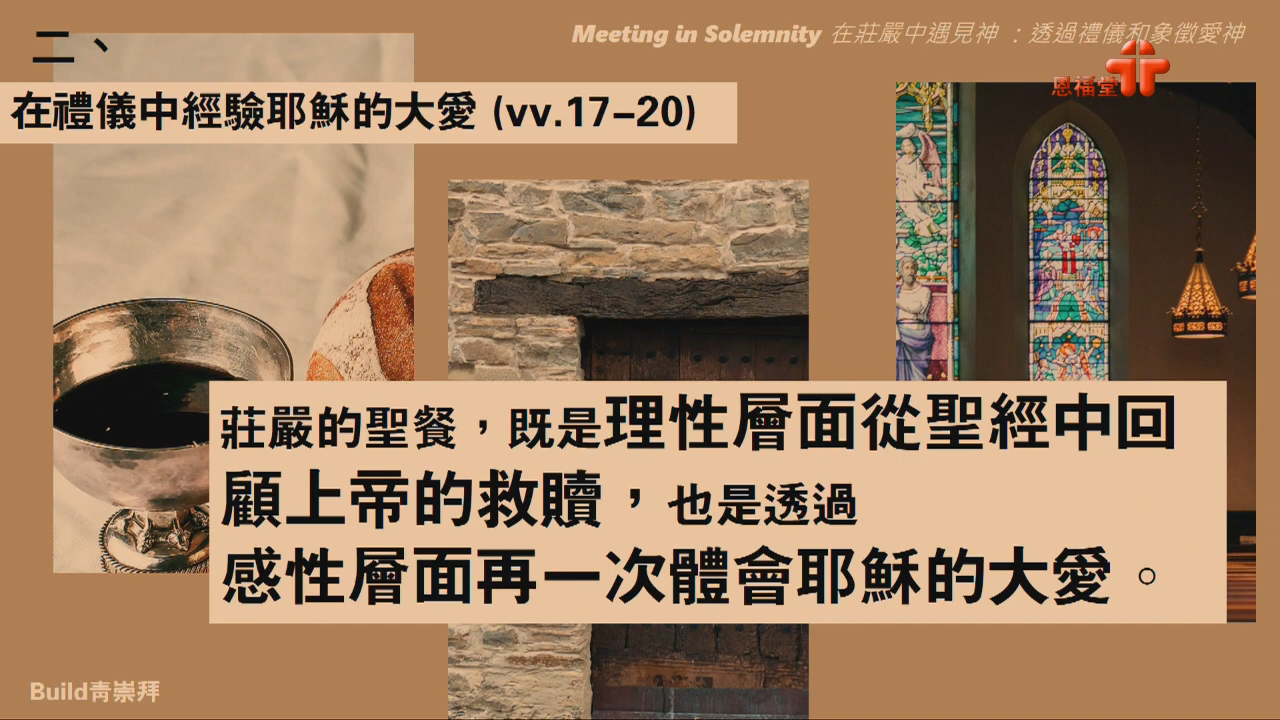 Meeting in Solemnity 在莊嚴中遇見神 : 透過禮儀和象徵愛神
恩福堂
二、
在禮儀中經驗耶穌的大愛 (vv.17-20)
莊嚴的聖餐，既是理性層面從聖經中回
顧上帝的救贖，也是透過
感性層面再一次體會耶穌的大愛。
Build青崇拜